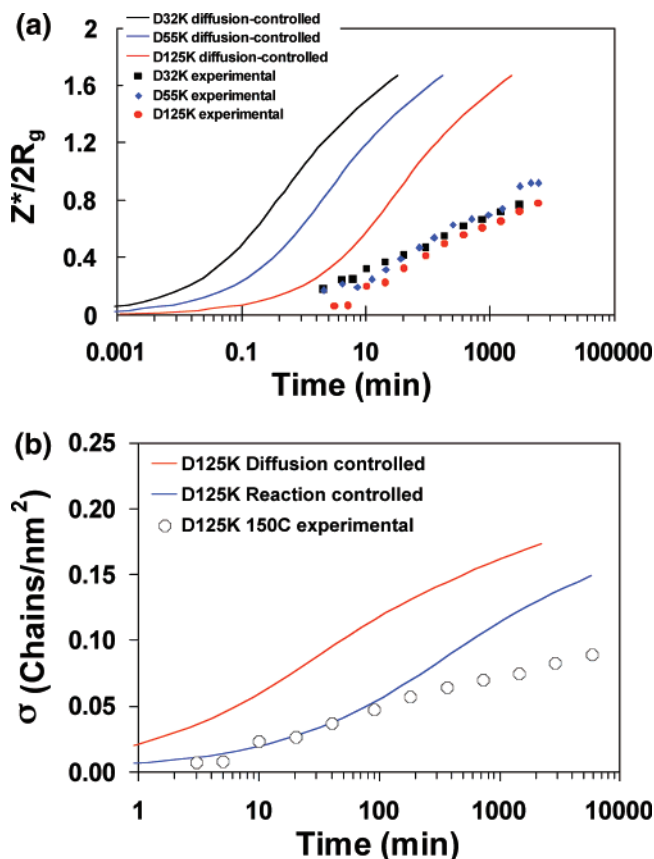 (a)
D32K diffusion-controlled
D55K diffusion-controlled
D125K diffusion-controlled
D32K experimental
D55K experimental
D125K experimental
2
1.6
1.2
0.8
0.4
0
Z*/2Rg
0.001 0.1 10 1000 100000
Time (min)
(b)
D125K Diffusion controlled
D125K Reaction controlled
D125K 150C experimental
0.25
0.20
0.15
0.10
0.05
0.00
σ (Chains/nm²)
1 10 100 1000 10000
Time (min)